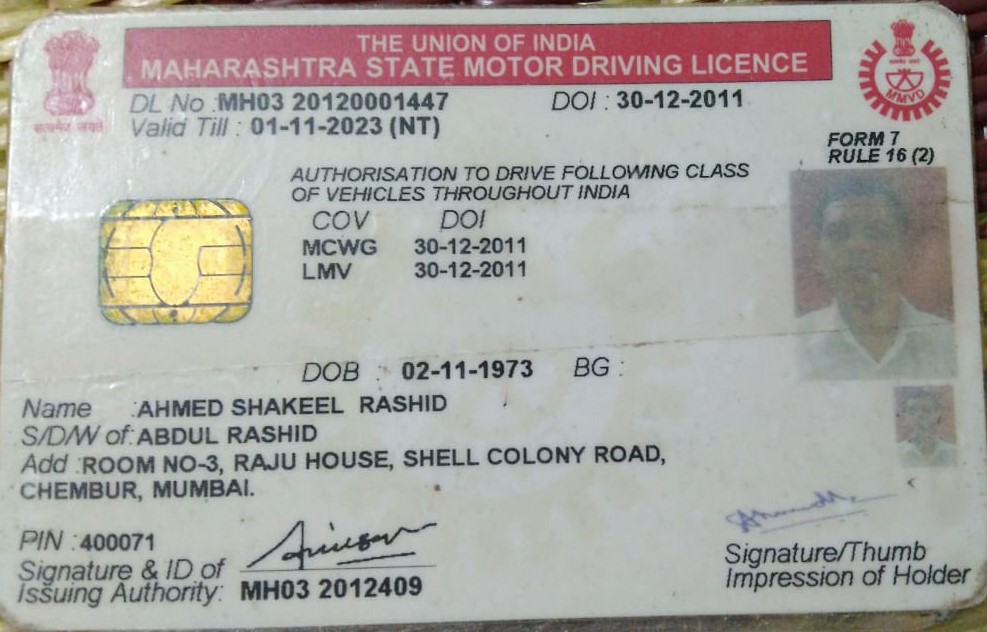 THE UNION OF INDIA
MAHARASHTRA STATE MOTOR DRIVING LICENCE
DL No : MH03 20120001447 DOI : 30-12-2011
Valid Till : 01-11-2023 (NT)
FORM 7
RULE 16 (2)
AUTHORISATION TO DRIVE FOLLOWING CLASS
OF VEHICLES THROUGHOUT INDIA
COV DOI
MCWG 30-12-2011
LMV 30-12-2011
DOB : 02-11-1973 BG :
Name : AHMED SHAKEEL RASHID
S/D/W of : ABDUL RASHID
Add : ROOM NO-3, RAJU HOUSE, SHELL COLONY ROAD,
CHEMBUR, MUMBAI.
PIN : 400071
Signature & ID of
Issuing Authority: MH03 2012409
Signature/Thumb
Impression of Holder
सत्यमेव जयते
MMVD